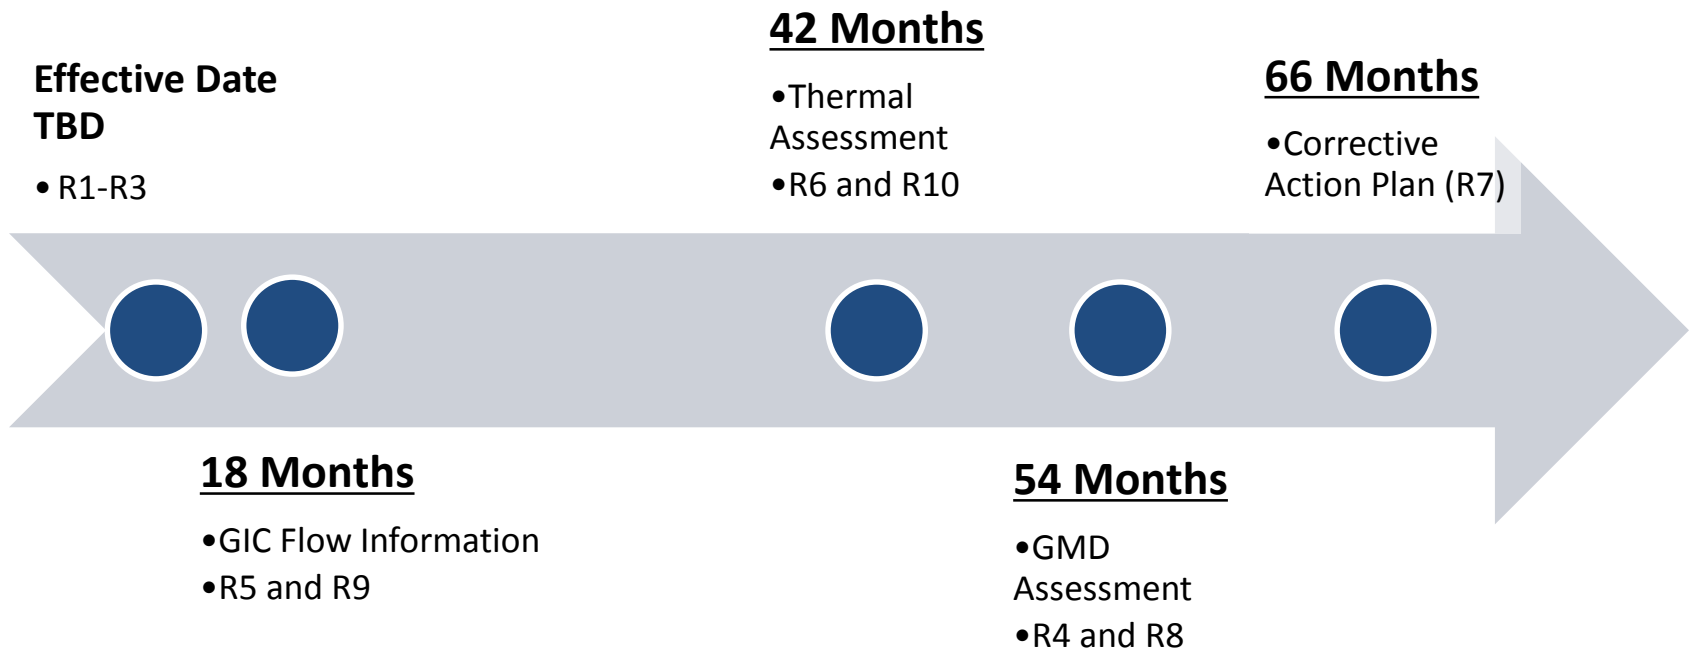 Effective Date
TBD
• R1-R3
18 Months
•GIC Flow Information
•R5 and R9
42 Months
•Thermal
Assessment
•R6 and R10
54 Months
•GMD
Assessment
•R4 and R8
66 Months
•Corrective
Action Plan (R7)